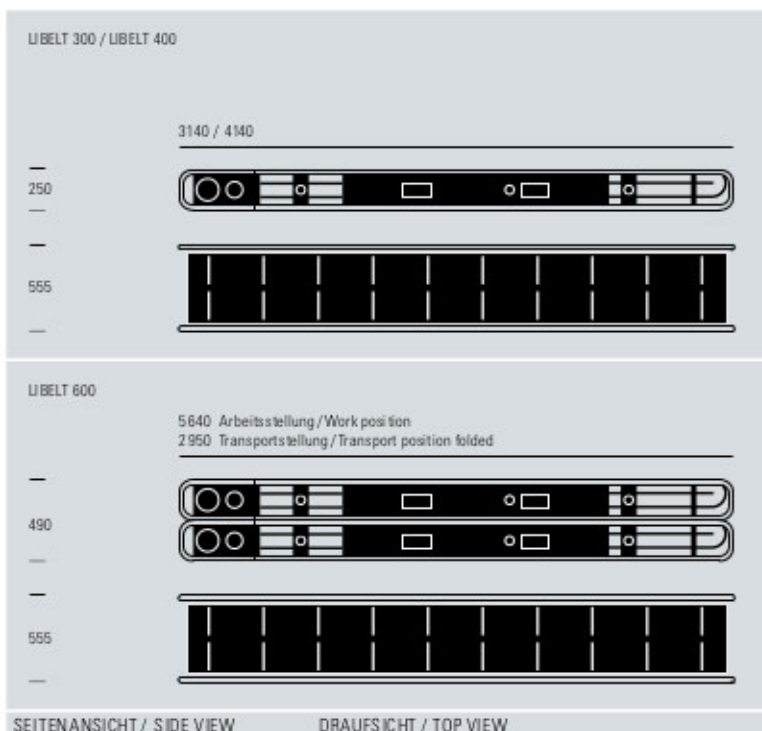 LIBELT 300 / LIBELT 400
3140 / 4140
250
555
LIBELT 600
5640 Arbeitsstellung / Work position
2950 Transportstellung / Transport position folded
490
555
SEITENANSICHT / SIDE VIEW DRAUFSICHT / TOP VIEW